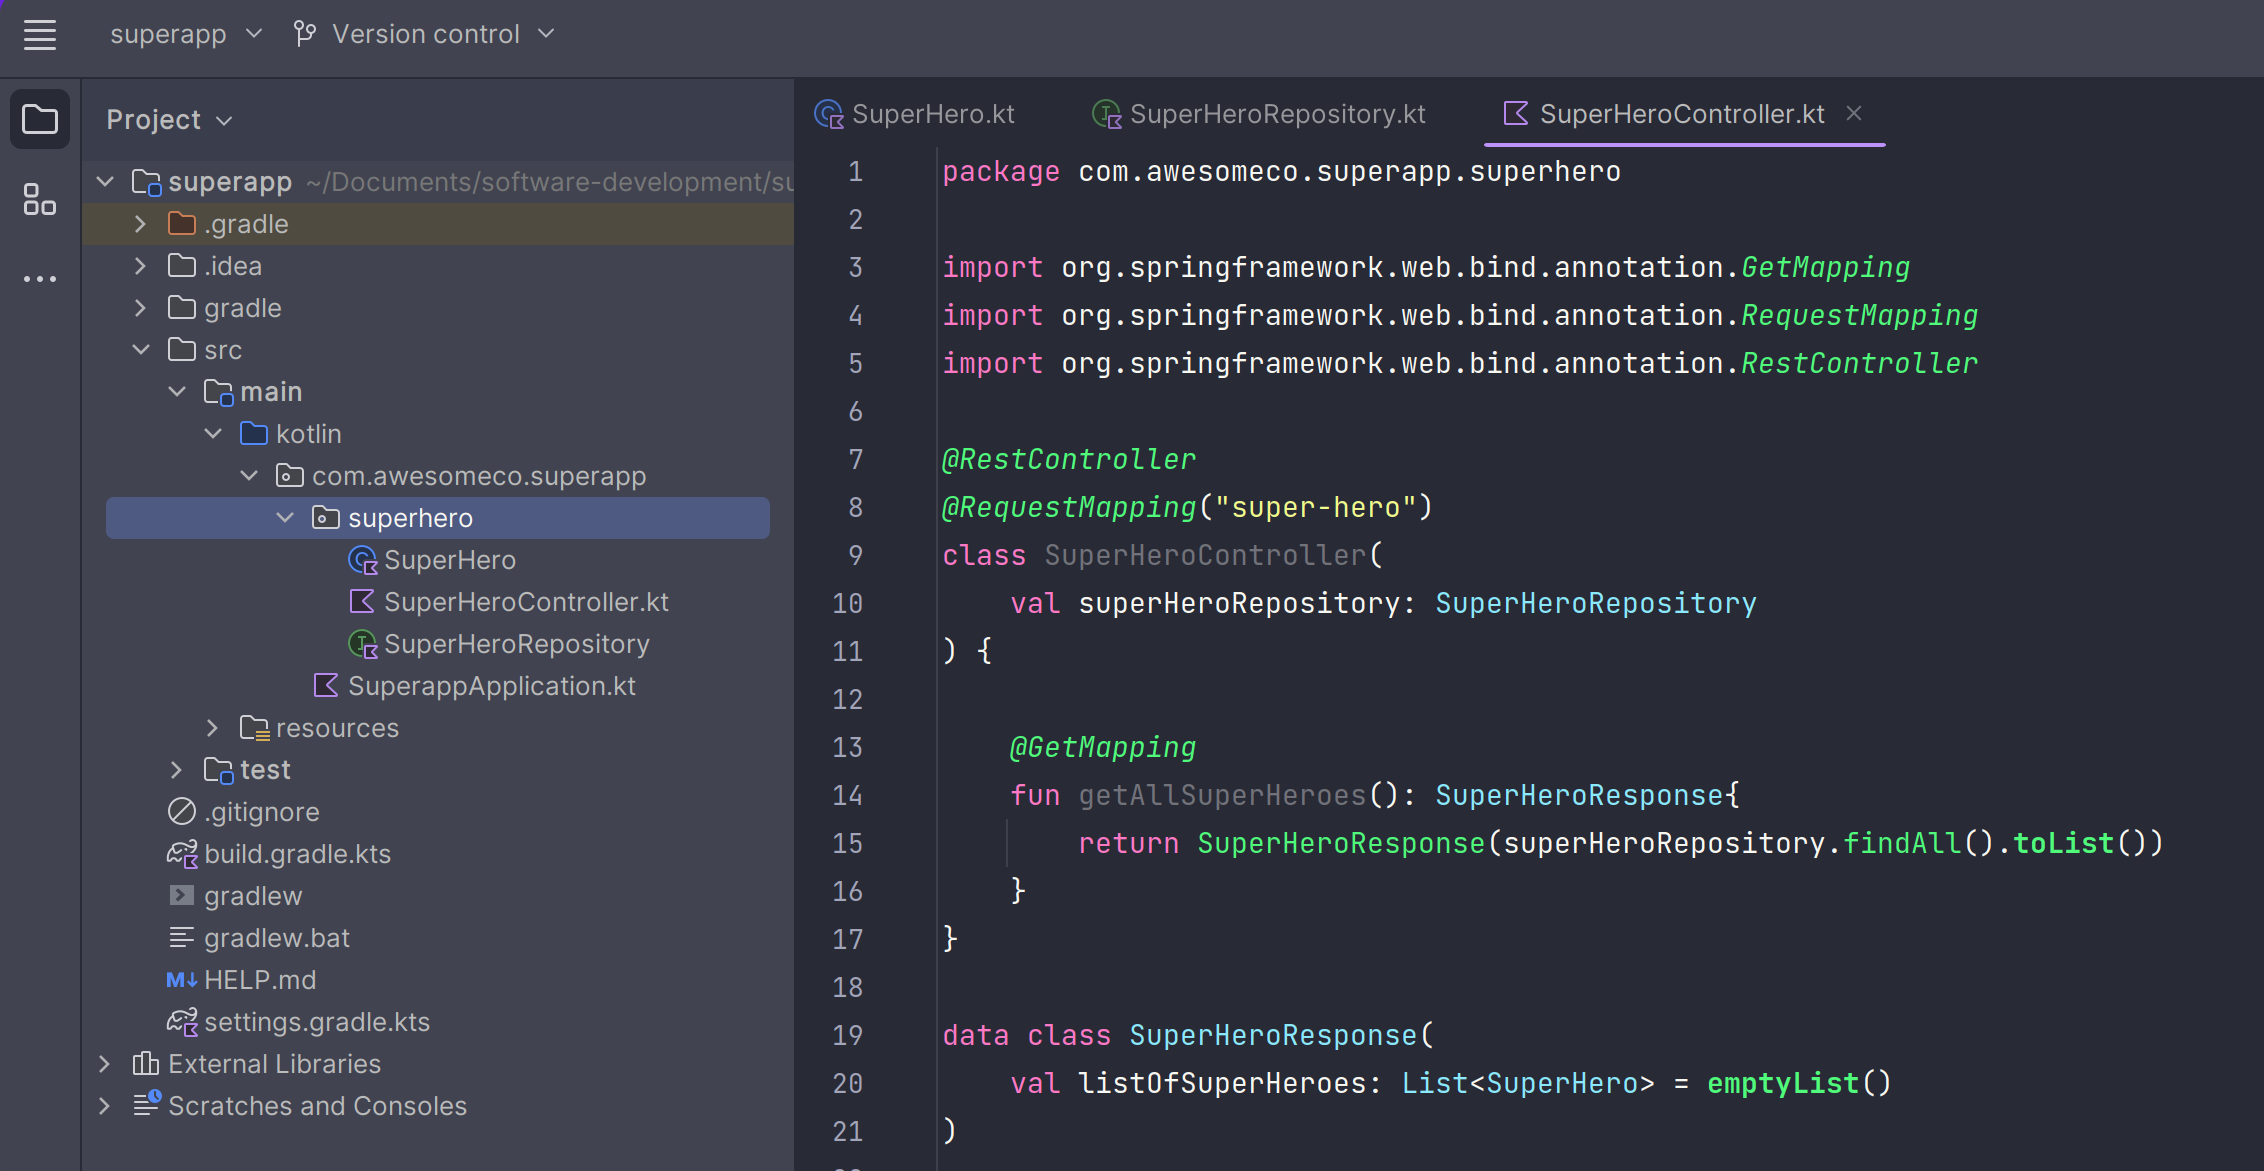 superapp Version control
Project
superapp ~/Documents/software-development/su
.gradle
.idea
gradle
src
main
kotlin
com.awesomeco.superapp
superhero
SuperHero
SuperHeroController.kt
SuperHeroRepository
SuperappApplication.kt
resources
test
.gitignore
build.gradle.kts
gradlew
gradlew.bat
HELP.md
settings.gradle.kts
External Libraries
Scratches and Consoles
SuperHero.kt SuperHeroRepository.kt SuperHeroController.kt
1 package com.awesomeco.superapp.superhero
2
3 import org.springframework.web.bind.annotation.GetMapping
4 import org.springframework.web.bind.annotation.RequestMapping
5 import org.springframework.web.bind.annotation.RestController
6
7 @RestController
8 @RequestMapping("super-hero")
9 class SuperHeroController(
10     val superHeroRepository: SuperHeroRepository
11 ) {
12
13     @GetMapping
14     fun getAllSuperHeroes(): SuperHeroResponse{
15         return SuperHeroResponse(superHeroRepository.findAll().toList())
16     }
17 }
18
19 data class SuperHeroResponse(
20     val listOfSuperHeroes: List<SuperHero> = emptyList()
21 )